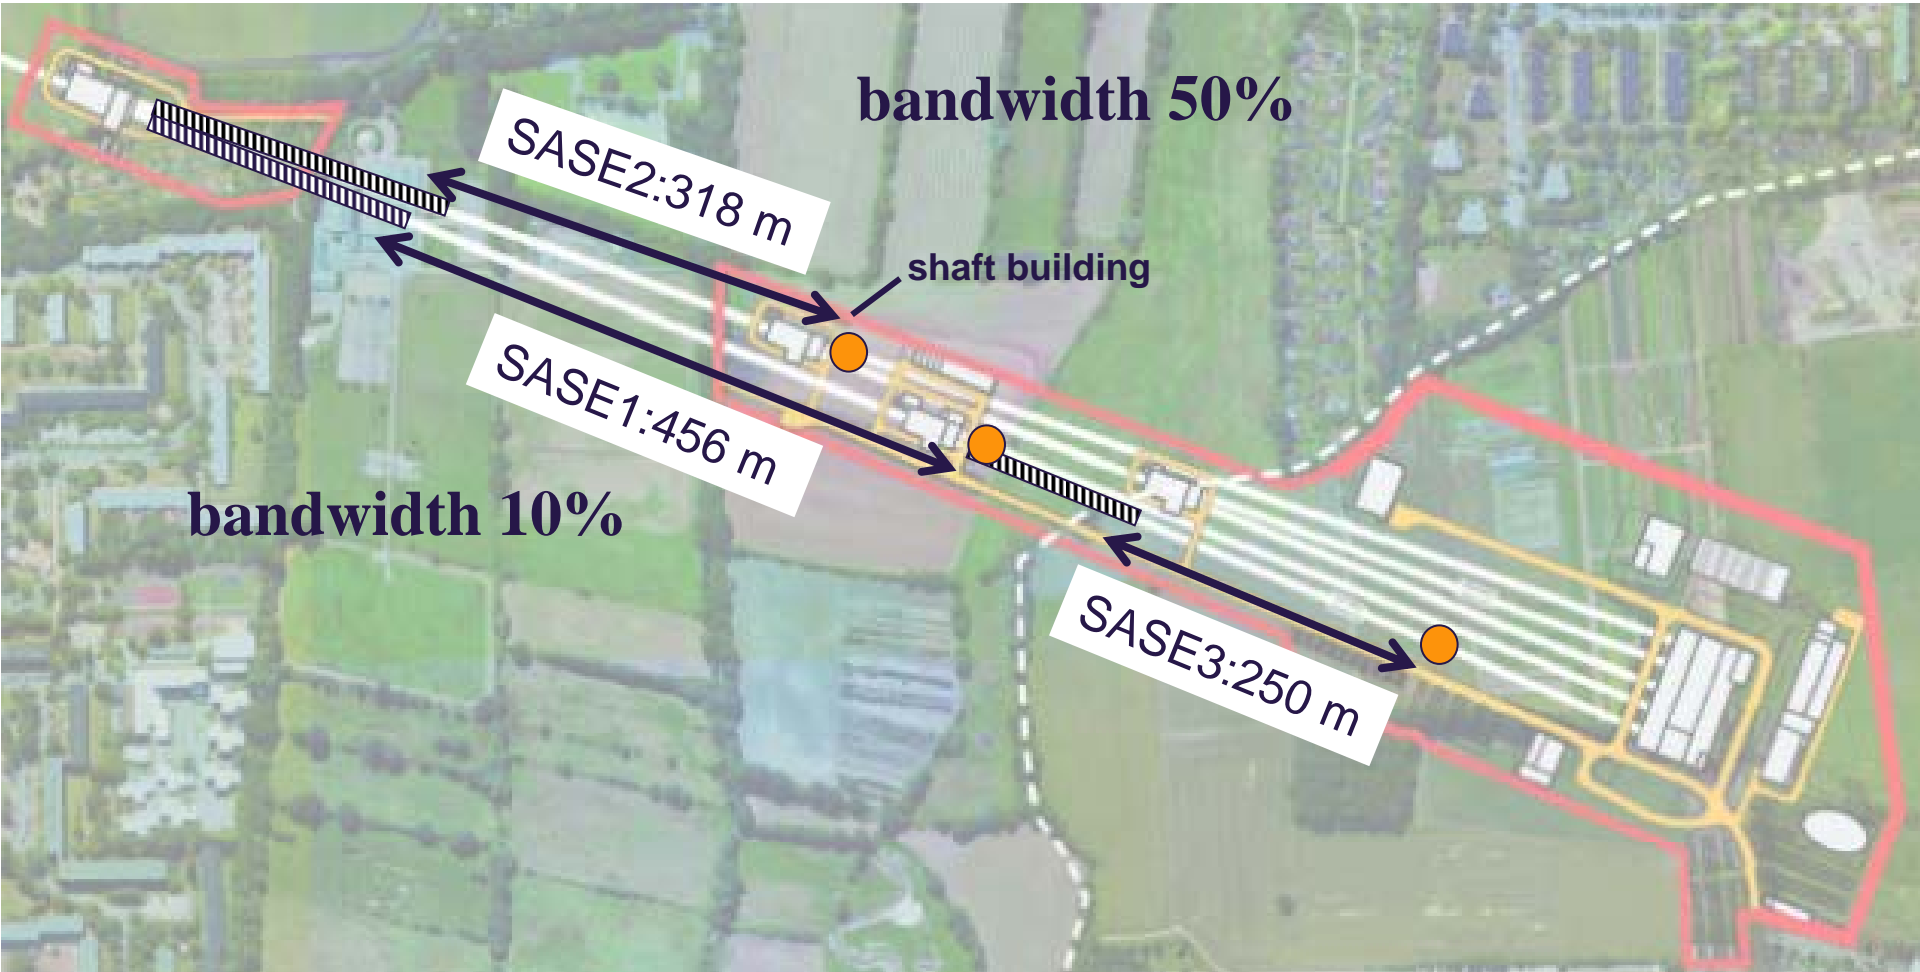 bandwidth 50%
SASE2:318 m
shaft building
SASE1:456 m
bandwidth 10%
SASE3:250 m